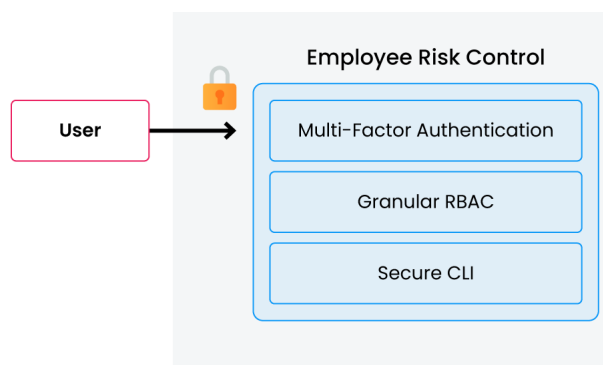 Employee Risk Control
User
Multi-Factor Authentication
Granular RBAC
Secure CLI